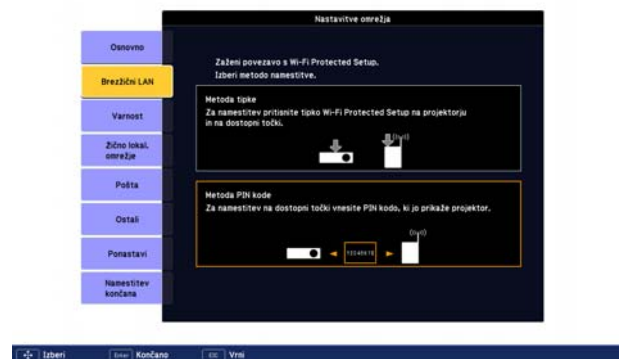 Nastavitve omrežja
Osnovno
Brezžični LAN
Varnost
Žično lokal.
omrežje
Pošta
Ostali
Ponastavi
Namestitev
končana
Zaženi povezavo s Wi-Fi Protected Setup.
Izberi metodo namestitve.
Metoda tipke
Za namestitev pritisnite tipko Wi-Fi Protected Setup na projektorju
in na dostopni točki.
Metoda PIN kode
Za namestitev na dostopni točki vnesite PIN kodo, ki jo prikaže projektor.
Izberi
Enter Končano
ESC Vrni